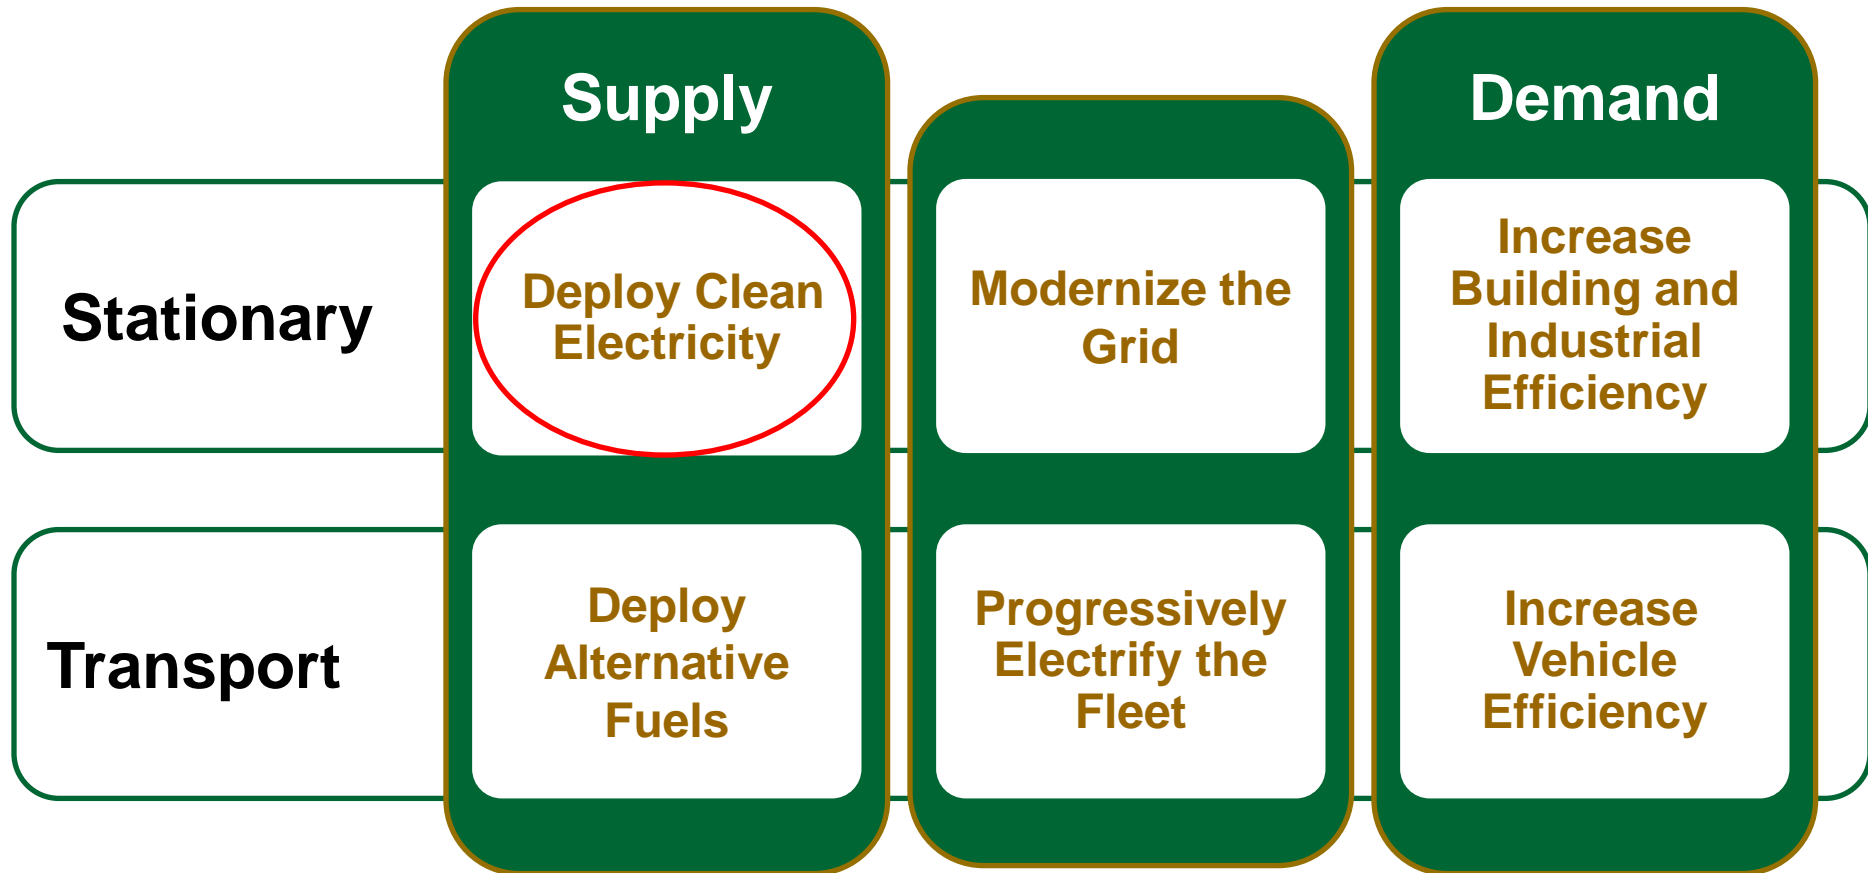 Supply
Demand
Stationary
Deploy Clean
Electricity
Modernize the
Grid
Increase
Building and
Industrial
Efficiency
Transport
Deploy
Alternative
Fuels
Progressively
Electrify the
Fleet
Increase
Vehicle
Efficiency